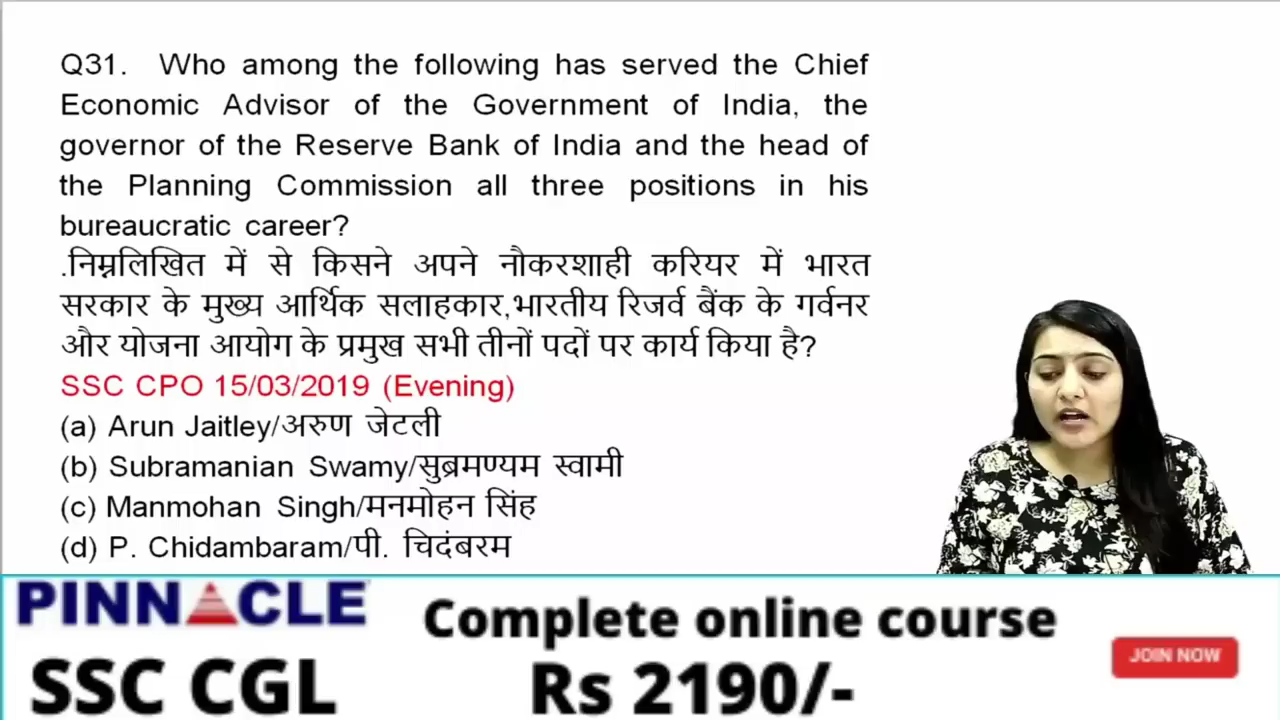 Q31. Who among the following has served the Chief
Economic Advisor of the Government of India, the
governor of the Reserve Bank of India and the head of
the Planning Commission all three positions in his
bureaucratic career?
.निम्नलिखित में से किसने अपने नौकरशाही करियर में भारत
सरकार के मुख्य आर्थिक सलाहकार,भारतीय रिजर्व बैंक के गर्वनर
और योजना आयोग के प्रमुख सभी तीनों पदों पर कार्य किया है?
SSC CPO 15/03/2019 (Evening)
(a) Arun Jaitley/अरुण जेटली
(b) Subramanian Swamy/सुब्रमण्यम स्वामी
(c) Manmohan Singh/मनमोहन सिंह
(d) P. Chidambaram/पी. चिदंबरम
PINNACLE
Complete online course
JOIN NOW
SSC CGL
Rs 2190/-